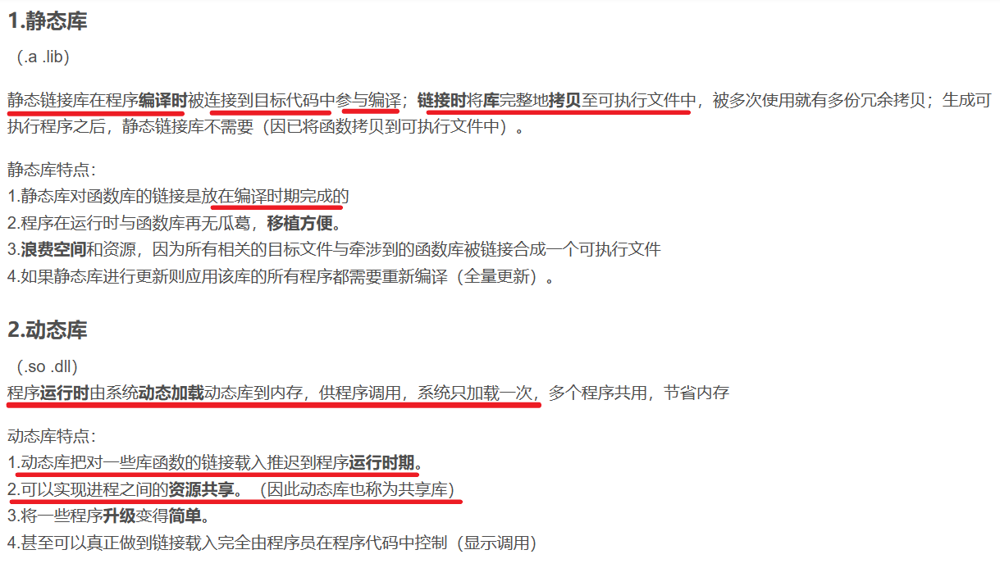 1.静态库
（.a .lib）
静态链接库在程序编译时被连接到目标代码中参与编译；链接时将库完整地拷贝至可执行文件中，被多次使用就有多份冗余拷贝；生成可
执行程序之后，静态链接库不需要（因已将函数拷贝到可执行文件中）。
静态库特点：
1.静态库对函数库的链接是放在编译时期完成的
2.程序在运行时与函数库再无瓜葛，移植方便。
3.浪费空间和资源，因为所有相关的目标文件与牵涉到的函数库被链接合成一个可执行文件
4.如果静态库进行更新则应用该库的所有程序都需要重新编译（全量更新）。
2.动态库
（.so .dll）
程序运行时由系统动态加载动态库到内存，供程序调用，系统只加载一次，多个程序共用，节省内存
动态库特点：
1.动态库把对一些库函数的链接载入推迟到程序运行时期。
2.可以实现进程之间的资源共享。（因此动态库也称为共享库）
3.将一些程序升级变得简单。
4.甚至可以真正做到链接载入完全由程序员在程序代码中控制（显示调用）